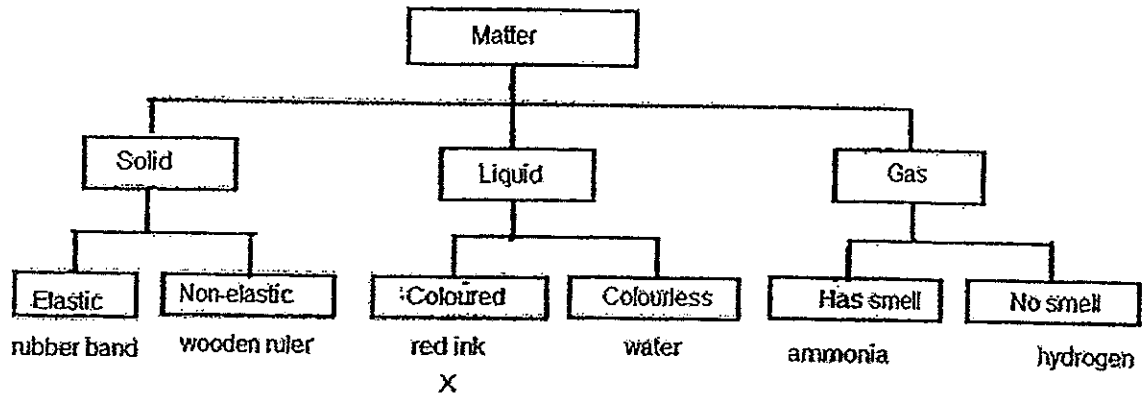 Matter
Solid Liquid Gas
Elastic Non-elastic Coloured Colourless Has smell No smell
rubber band wooden ruler red ink water ammonia hydrogen
X